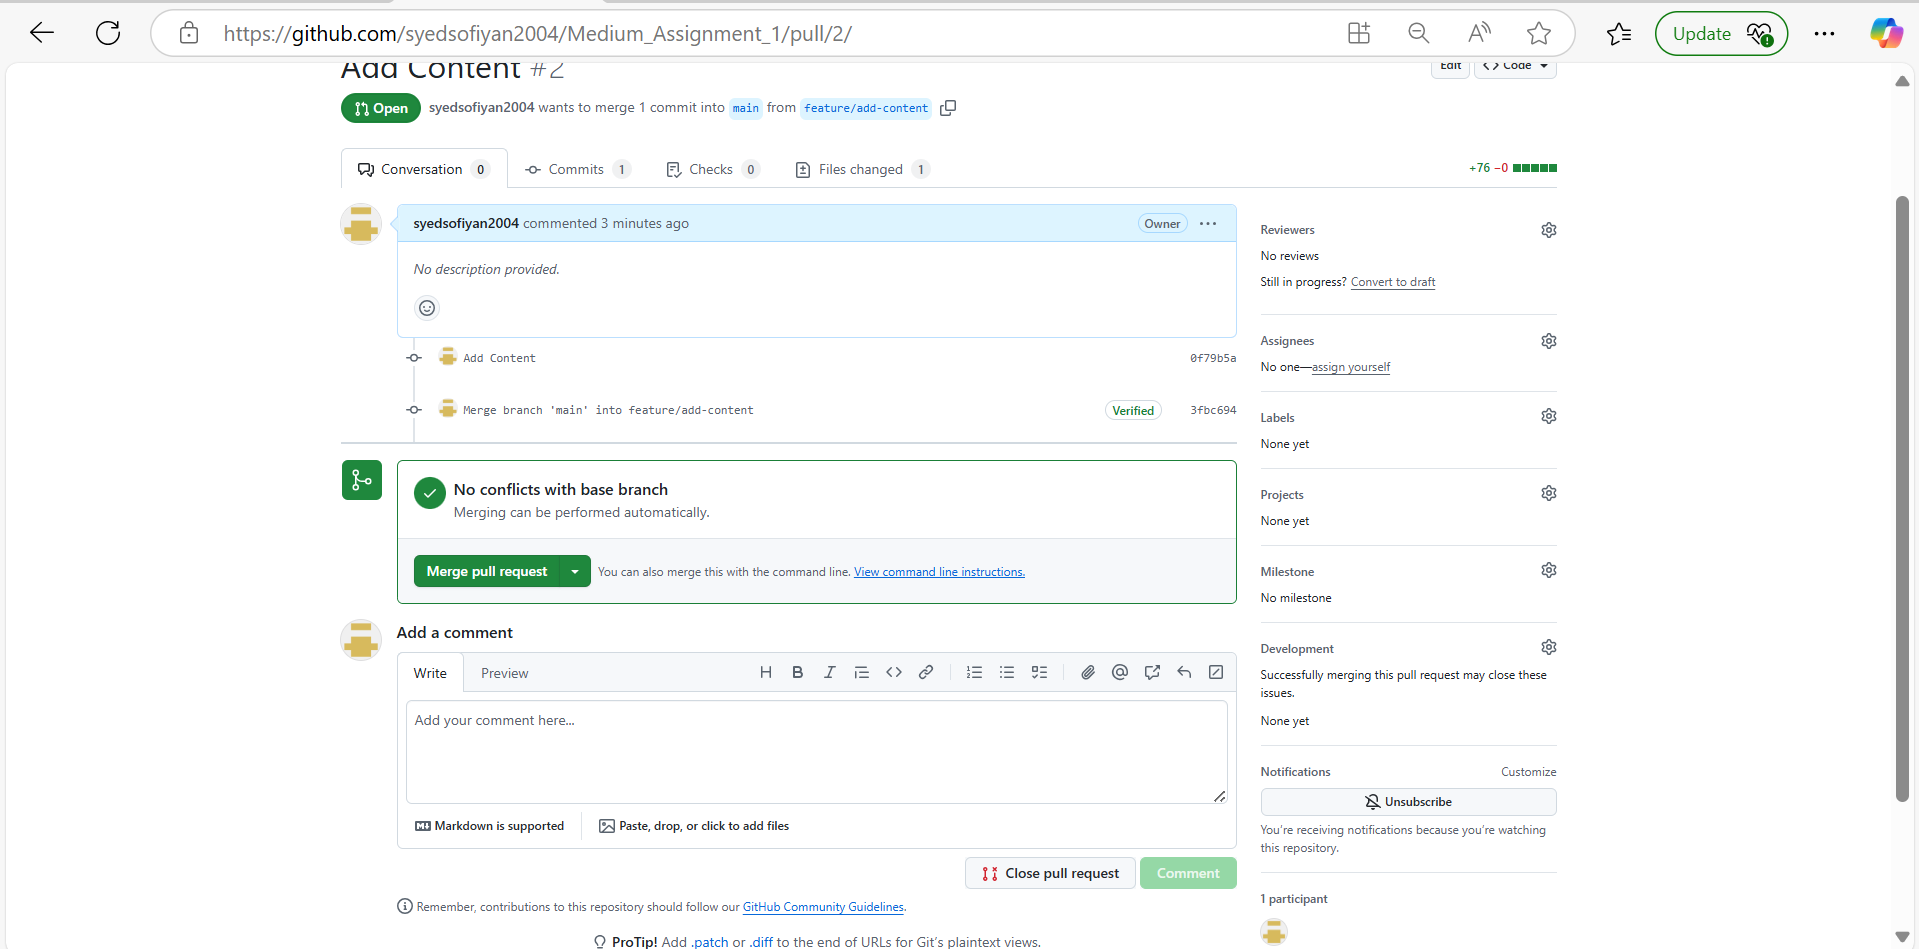 https://github.com/syedsofiyan2004/Medium_Assignment_1/pull/2/
Update
Add Content #2
Edit
Code
Open
syedsofiyan2004 wants to merge 1 commit into main from feature/add-content
Conversation 0
Commits 1
Checks 0
Files changed 1
+76 −0
syedsofiyan2004 commented 3 minutes ago
Owner
No description provided.
Add Content
0f79b5a
Merge branch 'main' into feature/add-content
Verified
3fbc694
No conflicts with base branch
Merging can be performed automatically.
Merge pull request
You can also merge this with the command line. View command line instructions.
Add a comment
Write
Preview
Add your comment here...
Markdown is supported
Paste, drop, or click to add files
Close pull request
Comment
Remember, contributions to this repository should follow our GitHub Community Guidelines.
ProTip! Add .patch or .diff to the end of URLs for Git's plaintext views.
Reviewers
No reviews
Still in progress? Convert to draft
Assignees
No one—assign yourself
Labels
None yet
Projects
None yet
Milestone
No milestone
Development
Successfully merging this pull request may close these
issues.
None yet
Notifications
Customize
Unsubscribe
You're receiving notifications because you're watching
this repository.
1 participant